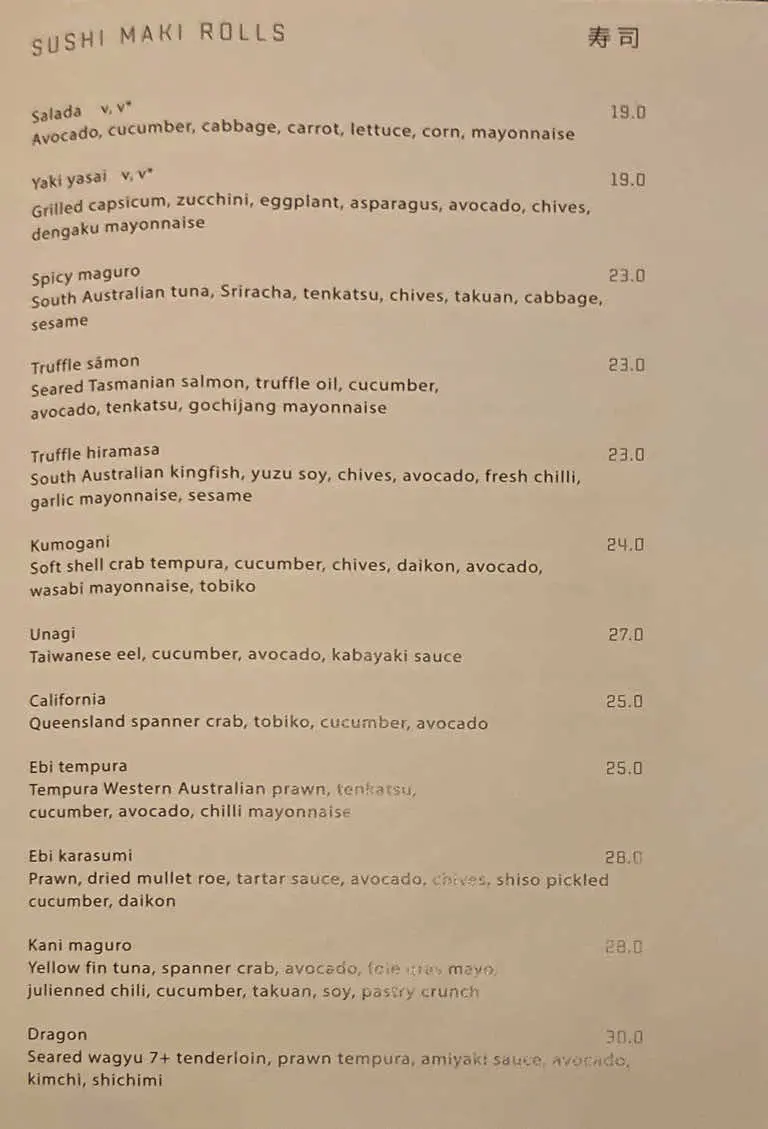 SUSHI MAKI ROLLS 寿司
Salada v, v* 19.0
Avocado, cucumber, cabbage, carrot, lettuce, corn, mayonnaise
Yaki yasai v, v* 19.0
Grilled capsicum, zucchini, eggplant, asparagus, avocado, chives,
dengaku mayonnaise
Spicy maguro 23.0
South Australian tuna, Sriracha, tenkatsu, chives, takuan, cabbage,
sesame
Truffle sāmon 23.0
Seared Tasmanian salmon, truffle oil, cucumber,
avocado, tenkatsu, gochijang mayonnaise
Truffle hiramasa 23.0
South Australian kingfish, yuzu soy, chives, avocado, fresh chilli,
garlic mayonnaise, sesame
Kumogani 24.0
Soft shell crab tempura, cucumber, chives, daikon, avocado,
wasabi mayonnaise, tobiko
Unagi 27.0
Taiwanese eel, cucumber, avocado, kabayaki sauce
California 25.0
Queensland spanner crab, tobiko, cucumber, avocado
Ebi tempura 25.0
Tempura Western Australian prawn, tenkatsu,
cucumber, avocado, chilli mayonnaise
Ebi karasumi 28.0
Prawn, dried mullet roe, tartar sauce, avocado, chives, shiso pickled
cucumber, daikon
Kani maguro 28.0
Yellow fin tuna, spanner crab, avocado, foie gras mayo,
julienned chili, cucumber, takuan, soy, pastry crunch
Dragon 30.0
Seared wagyu 7+ tenderloin, prawn tempura, amiyaki sauce, avocado,
kimchi, shichimi